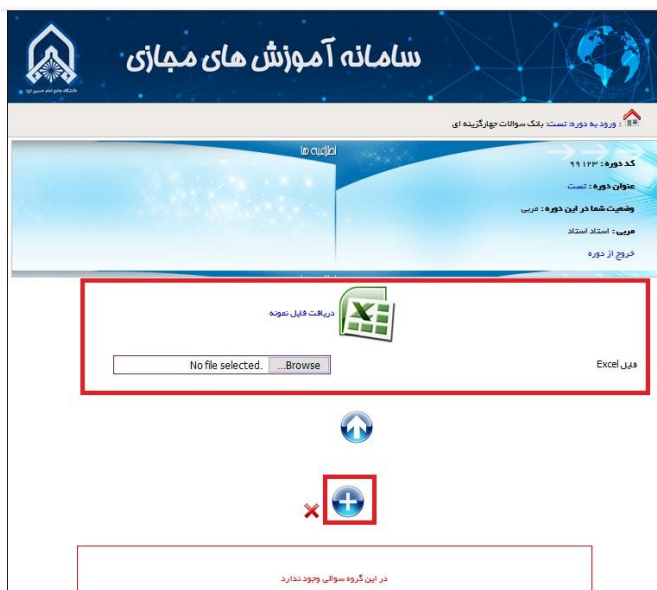 سامانه آموزش های مجازی
: ورود به دوره: تست: بانک سوالات چهارگزینه ای
اطلاعیه ها
کد دوره : ۹۹۱۲۳
عنوان دوره : تست
وضعیت شما در این دوره : مربی
مربی : استاد استاد
خروج از دوره
دریافت فایل نمونه
فایل Excel
Browse... No file selected.
در این گروه سوالی وجود ندارد